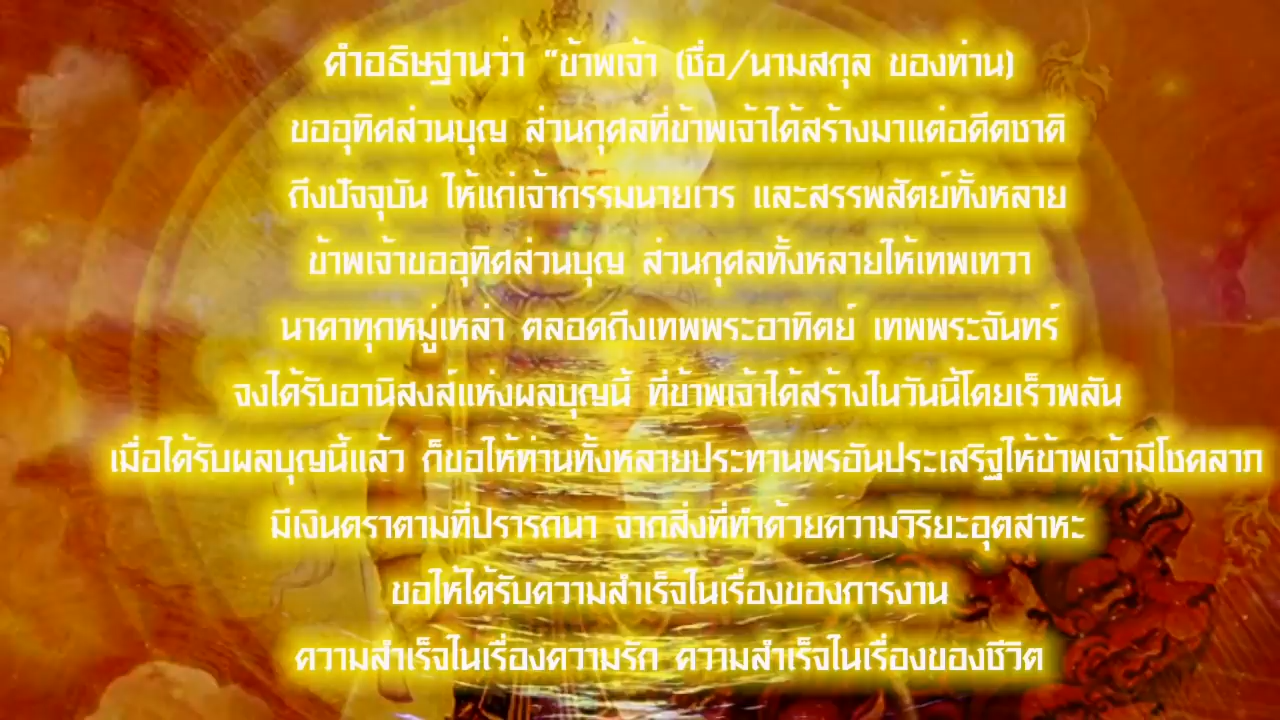 คำอธิษฐานว่า "ข้าพเจ้า (ชื่อ/นามสกุล ของท่าน)
ขออุทิศส่วนบุญ ส่วนกุศลที่ข้าพเจ้าได้สร้างมาแต่อดีตชาติ
ถึงปัจจุบัน ให้แก่เจ้ากรรมนายเวร และสรรพสัตย์ทั้งหลาย
ข้าพเจ้าขออุทิศส่วนบุญ ส่วนกุศลทั้งหลายให้เทพเทวา
นาคาทุกหมู่เหล่า ตลอดถึงเทพพระอาทิตย์ เทพพระจันทร์
จงได้รับอานิสงส์แห่งผลบุญนี้ ที่ข้าพเจ้าได้สร้างในวันนี้โดยเร็วพลัน
เมื่อได้รับผลบุญนี้แล้ว ก็ขอให้ท่านทั้งหลายประทานพรอันประเสริฐให้ข้าพเจ้ามีโชคลาภ
มีเงินตราตามที่ปรารถนา จากสิ่งที่ทำด้วยความวิริยะอุตสาหะ
ขอให้ได้รับความสำเร็จในเรื่องของการงาน
ความสำเร็จในเรื่องความรัก ความสำเร็จในเรื่องของชีวิต